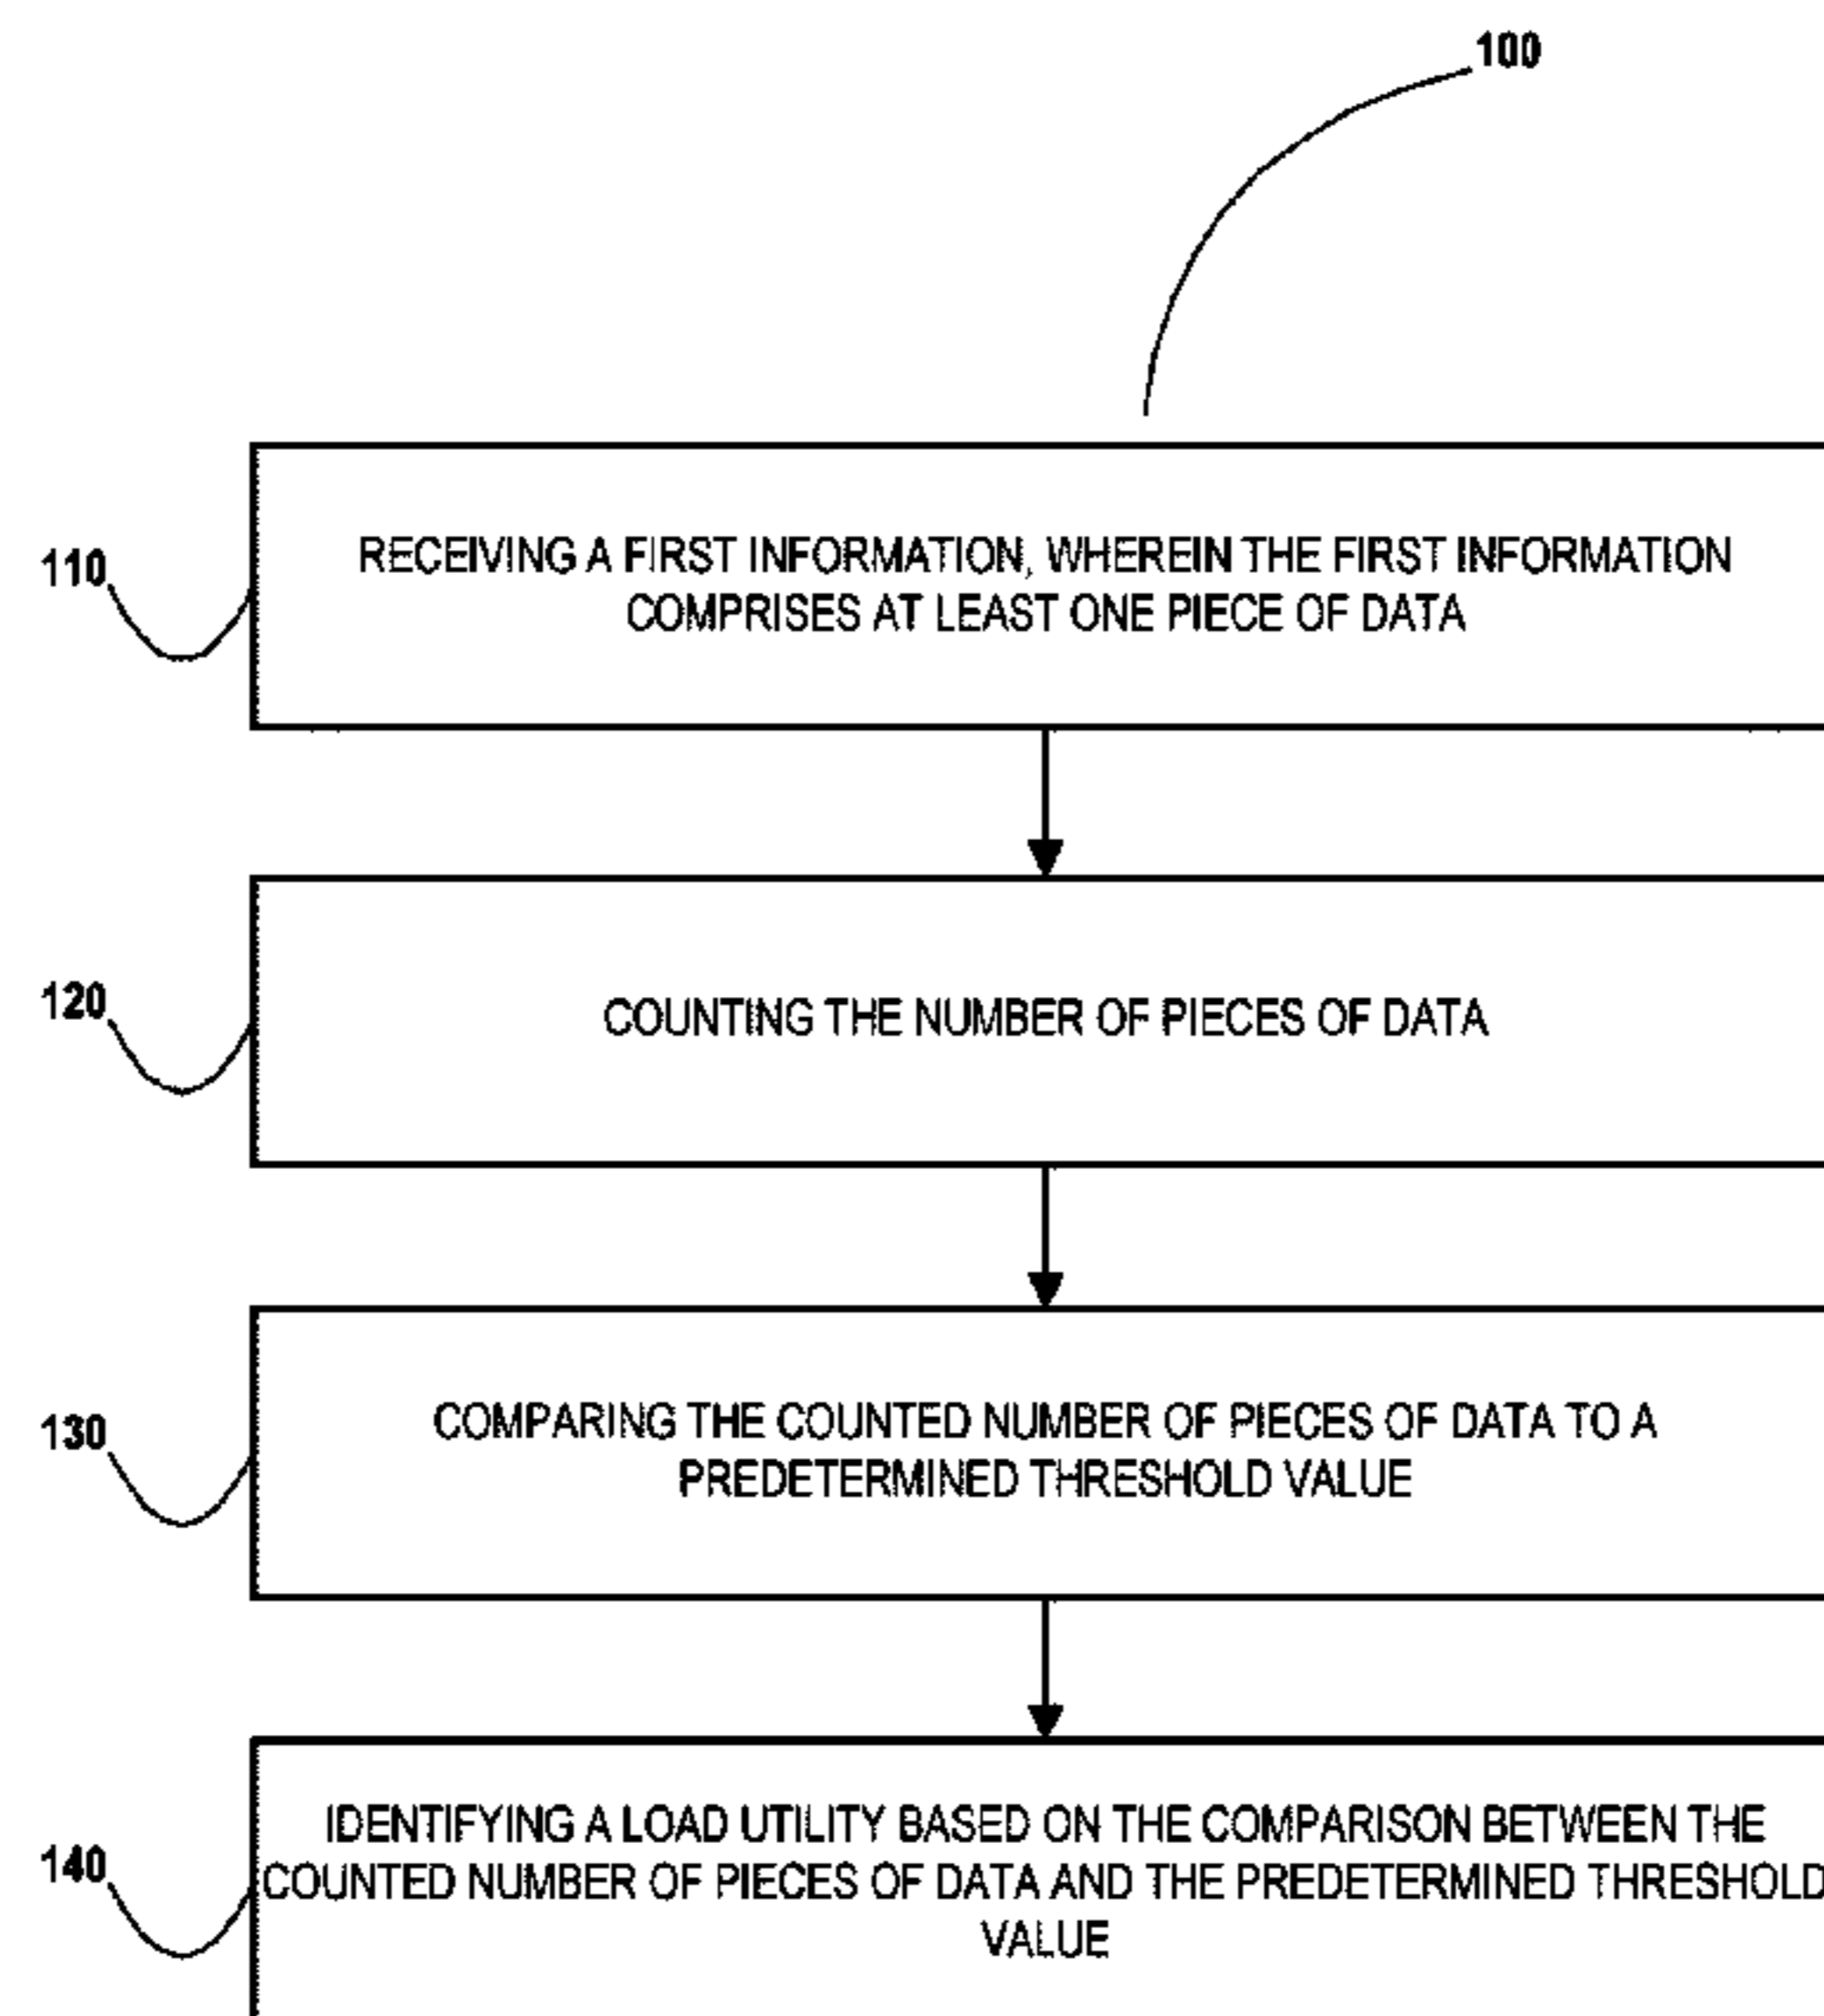 100
110
RECEIVING A FIRST INFORMATION, WHEREIN THE FIRST INFORMATION
COMPRISES AT LEAST ONE PIECE OF DATA
120
COUNTING THE NUMBER OF PIECES OF DATA
130
COMPARING THE COUNTED NUMBER OF PIECES OF DATA TO A
PREDETERMINED THRESHOLD VALUE
140
IDENTIFYING A LOAD UTILITY BASED ON THE COMPARISON BETWEEN THE
COUNTED NUMBER OF PIECES OF DATA AND THE PREDETERMINED THRESHOLD
VALUE